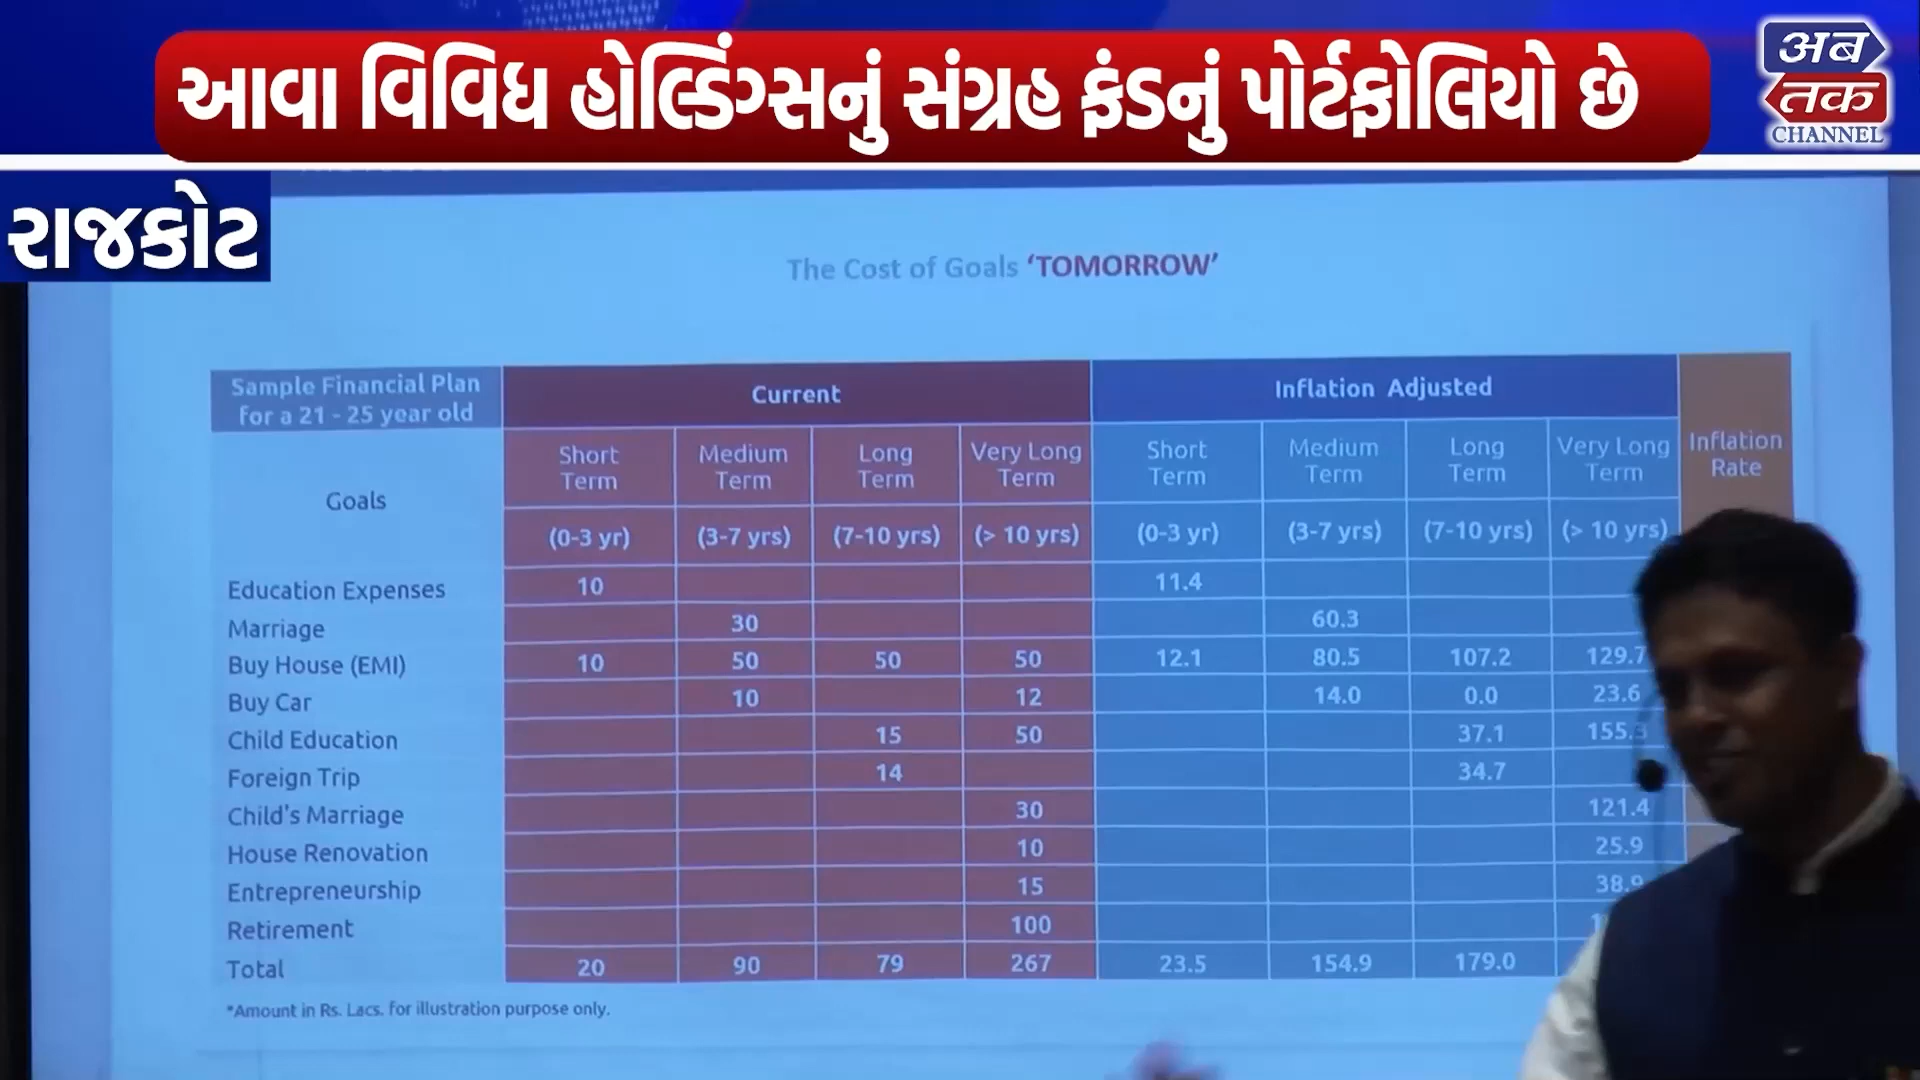 આવા વિવિધ હોલ્ડિંગ્સનું સંગ્રહ ફંડનું પોર્ટફોલિયો છે
अब
तक
CHANNEL
રાજકોટ
The Cost of Goals ‘TOMORROW’
Sample Financial Plan for a 21 - 25 year old Current Inflation Adjusted Inflation Rate
Goals Short Term Medium Term Long Term Very Long Term Short Term Medium Term Long Term Very Long Term
(0-3 yr) (3-7 yrs) (7-10 yrs) (> 10 yrs) (0-3 yr) (3-7 yrs) (7-10 yrs) (> 10 yrs)
Education Expenses 10 11.4
Marriage 30 60.3
Buy House (EMI) 10 50 50 50 12.1 80.5 107.2 129.7
Buy Car 10 12 14.0 0.0 23.6
Child Education 15 50 37.1
Foreign Trip 14 34.7
Child's Marriage 30 121.4
House Renovation 10 25.9
Entrepreneurship 15 38.9
Retirement 100
Total 20 90 79 267 23.5 154.9 179.0
*Amount in Rs. Lacs. for illustration purpose only.